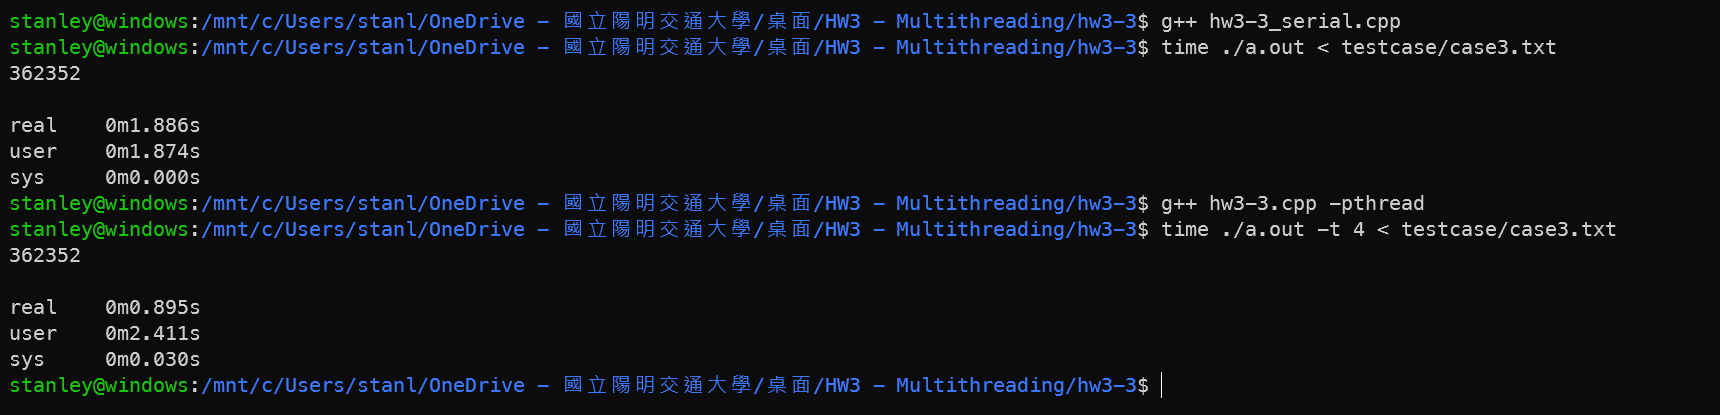 stanley@windows:/mnt/c/Users/stanl/OneDrive - 國立陽明交通大學/桌面/HW3 - Multithreading/hw3-3$ g++ hw3-3_serial.cpp
stanley@windows:/mnt/c/Users/stanl/OneDrive - 國立陽明交通大學/桌面/HW3 - Multithreading/hw3-3$ time ./a.out < testcase/case3.txt
362352
real    0m1.886s
user    0m1.874s
sys     0m0.000s
stanley@windows:/mnt/c/Users/stanl/OneDrive - 國立陽明交通大學/桌面/HW3 - Multithreading/hw3-3$ g++ hw3-3.cpp -pthread
stanley@windows:/mnt/c/Users/stanl/OneDrive - 國立陽明交通大學/桌面/HW3 - Multithreading/hw3-3$ time ./a.out -t 4 < testcase/case3.txt
362352
real    0m0.895s
user    0m2.411s
sys     0m0.030s
stanley@windows:/mnt/c/Users/stanl/OneDrive - 國立陽明交通大學/桌面/HW3 - Multithreading/hw3-3$